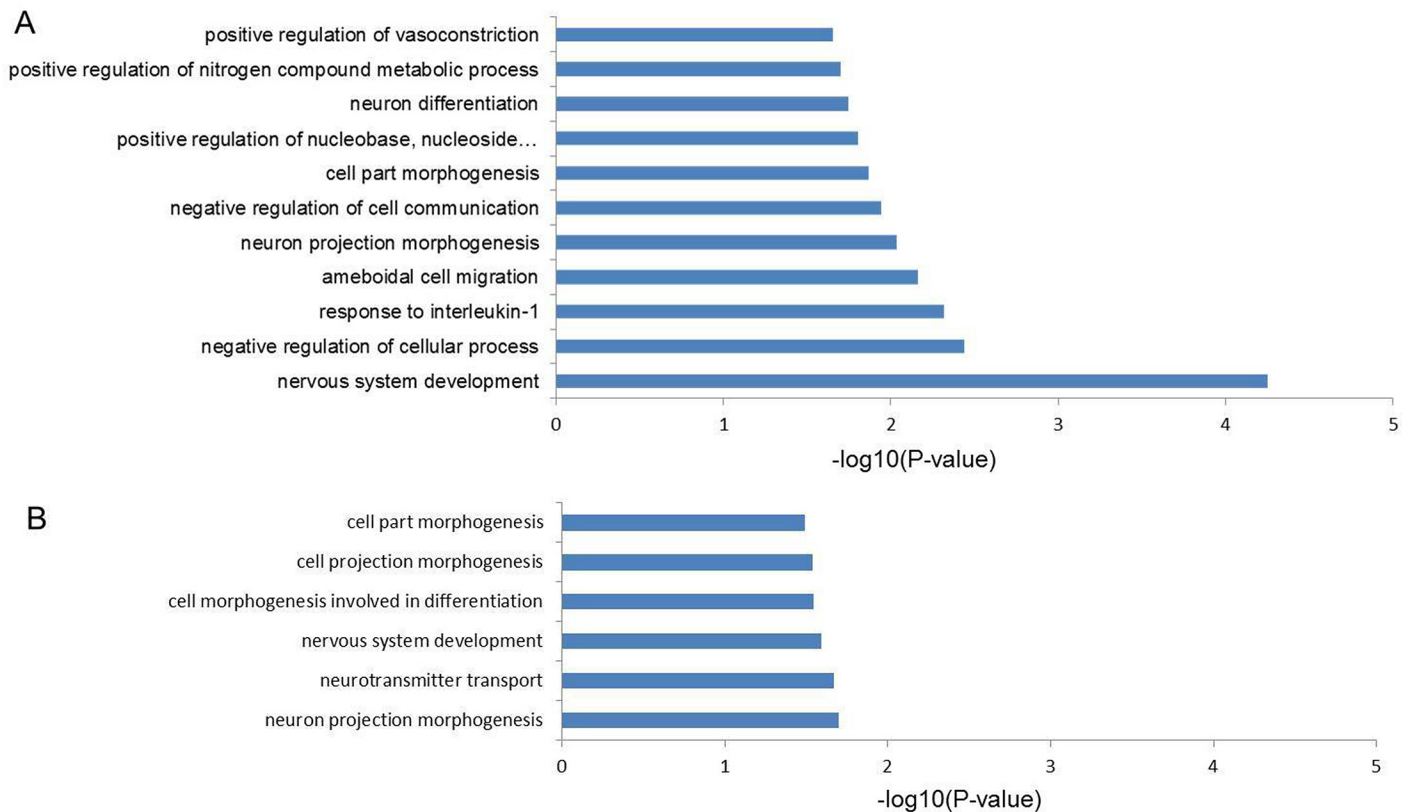 A
positive regulation of vasoconstriction
positive regulation of nitrogen compound metabolic process
neuron differentiation
positive regulation of nucleobase, nucleoside…
cell part morphogenesis
negative regulation of cell communication
neuron projection morphogenesis
ameboidal cell migration
response to interleukin-1
negative regulation of cellular process
nervous system development
0 1 2 3 4 5
-log10(P-value)
B
cell part morphogenesis
cell projection morphogenesis
cell morphogenesis involved in differentiation
nervous system development
neurotransmitter transport
neuron projection morphogenesis
0 1 2 3 4 5
-log10(P-value)